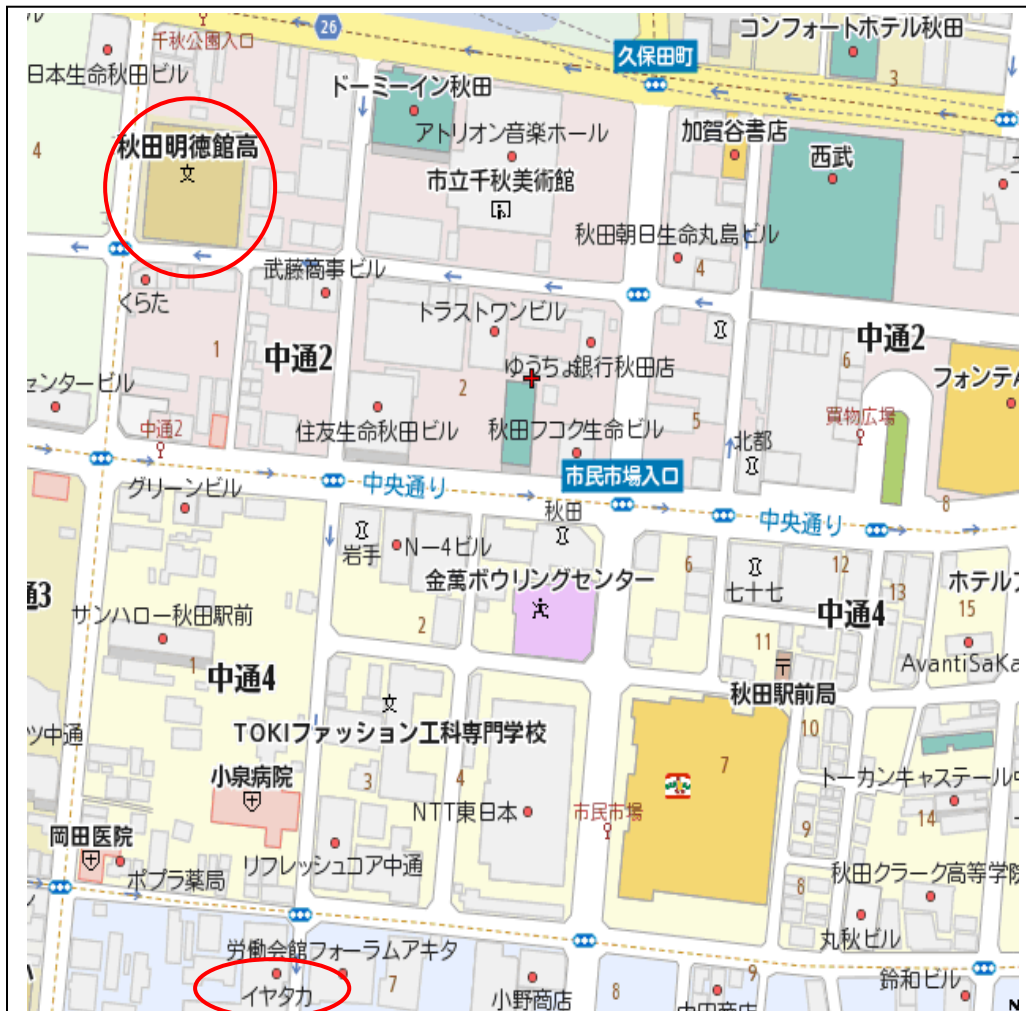 26
千秋公園入口
コンフォートホテル秋田
久保田町
3
日本生命秋田ビル
ドーミーイン秋田
アトリオン音楽ホール
加賀谷書店
4
秋田明徳館高
市立千秋美術館
西武
秋田朝日生命丸島ビル
4
武藤商事ビル
くらた
トラストワンビル
1
中通2
中通2
6
ゆうちょ銀行秋田店
フォンテA
2
センタービル
買物広場
5
中通2
住友生命秋田ビル
秋田フコク生命ビル
北都
市民市場入口
中央通り
グリーンビル
8
秋田
中央通り
岩手
N-4ビル
6
12
七十七
金萬ボウリングセンター
13
ホテル
15
通3
サンハロー秋田駅前
中通4
2
11
1
AvantiSaKa
中通4
秋田駅前局
TOKIファッション工科専門学校
10
ツ中通
7
小泉病院
3
4
トーカンキャステール中
NTT東日本
市民市場
14
岡田医院
9
リフレッシュコア中通
秋田クラーク高等学院
ポプラ薬局
8
丸秋ビル
労働会館
フォーラムアキタ
イヤタカ
7
小野商店
8
9
鈴和ビル